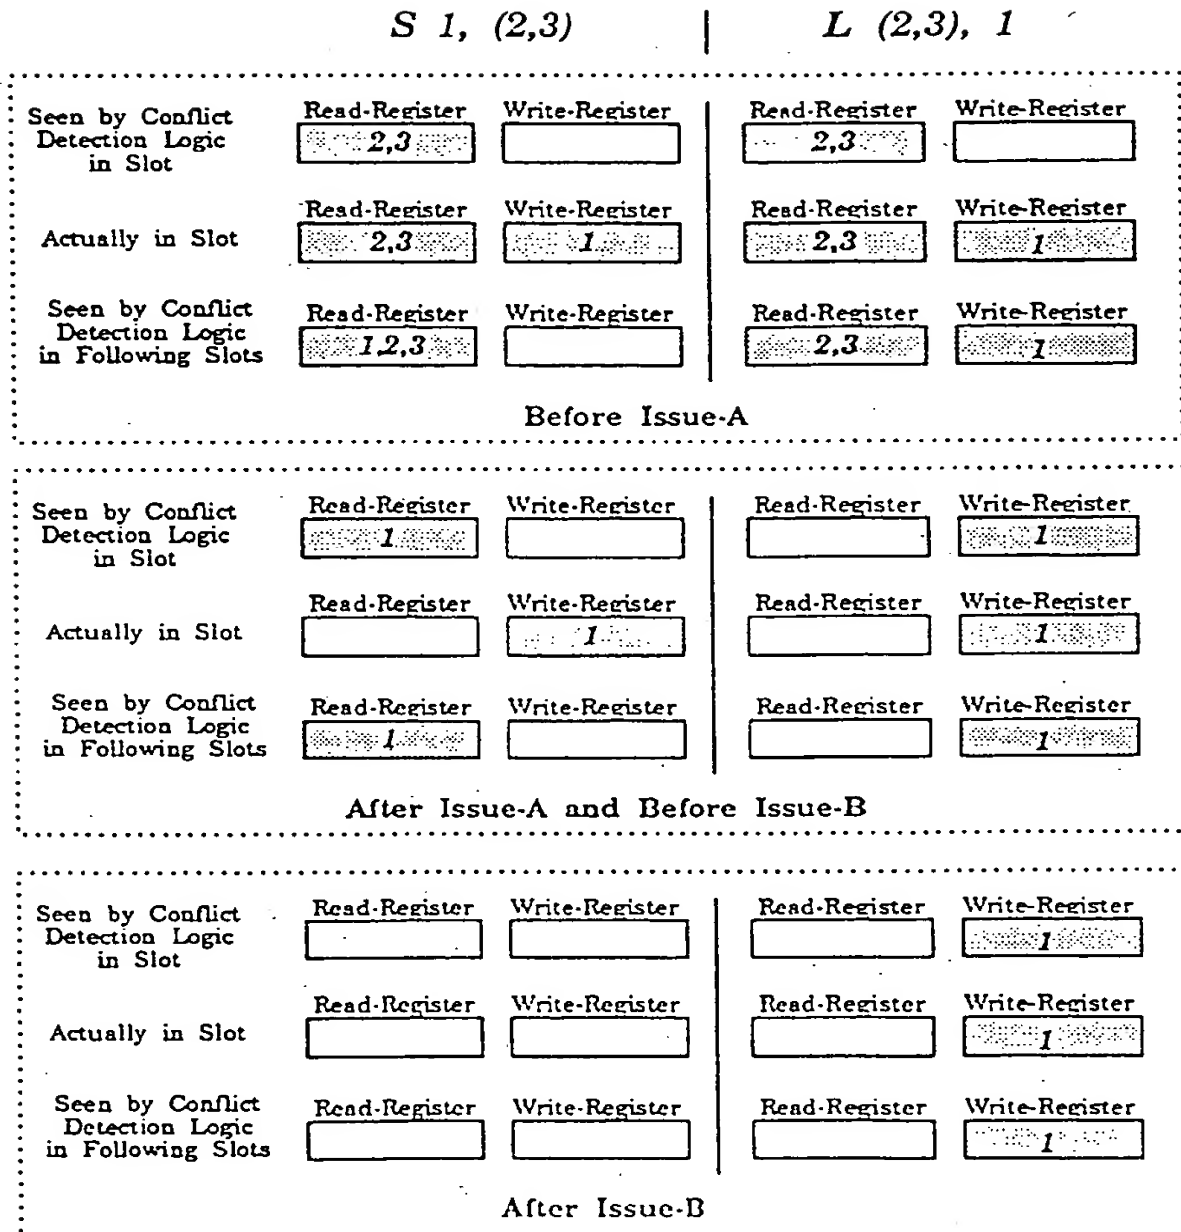 S 1, (2,3) | L (2,3), 1
Seen by Conflict Detection Logic in Slot
Read-Register Write-Register Read-Register Write-Register
2,3 2,3
Actually in Slot
Read-Register Write-Register Read-Register Write-Register
2,3 1 2,3 1
Seen by Conflict Detection Logic in Following Slots
Read-Register Write-Register Read-Register Write-Register
1,2,3 2,3 1
Before Issue-A
Seen by Conflict Detection Logic in Slot
Read-Register Write-Register Read-Register Write-Register
1 1
Actually in Slot
Read-Register Write-Register Read-Register Write-Register
1 1
Seen by Conflict Detection Logic in Following Slots
Read-Register Write-Register Read-Register Write-Register
1 1
After Issue-A and Before Issue-B
Seen by Conflict Detection Logic in Slot
Read-Register Write-Register Read-Register Write-Register
1
Actually in Slot
Read-Register Write-Register Read-Register Write-Register
1
Seen by Conflict Detection Logic in Following Slots
Read-Register Write-Register Read-Register Write-Register
1
After Issue-B